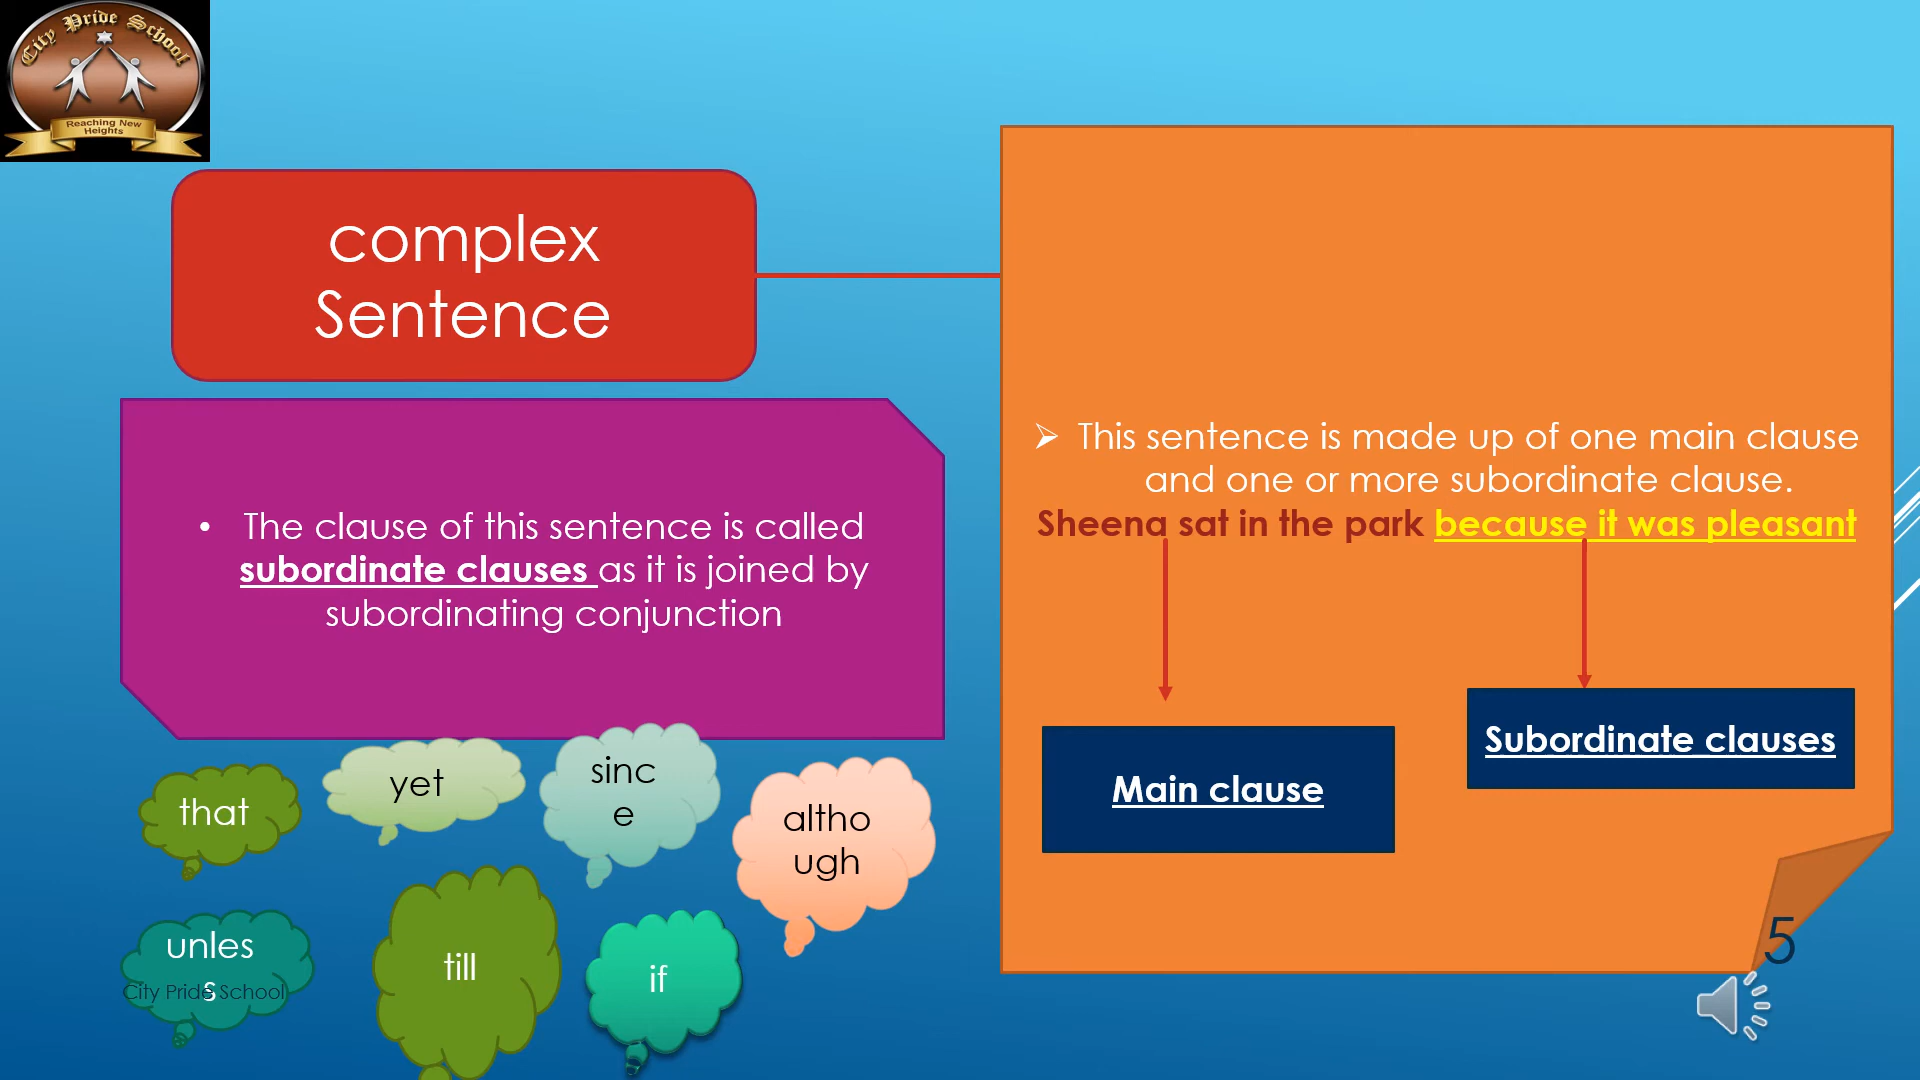 City Pride School
Reaching New
Heights
complex
Sentence
• The clause of this sentence is called
subordinate clauses as it is joined by
subordinating conjunction
➢ This sentence is made up of one main clause
and one or more subordinate clause.
Sheena sat in the park because it was pleasant
Main clause
Subordinate clauses
that
yet
sinc
e
altho
ugh
unles
s
till
if
City Pride School
5